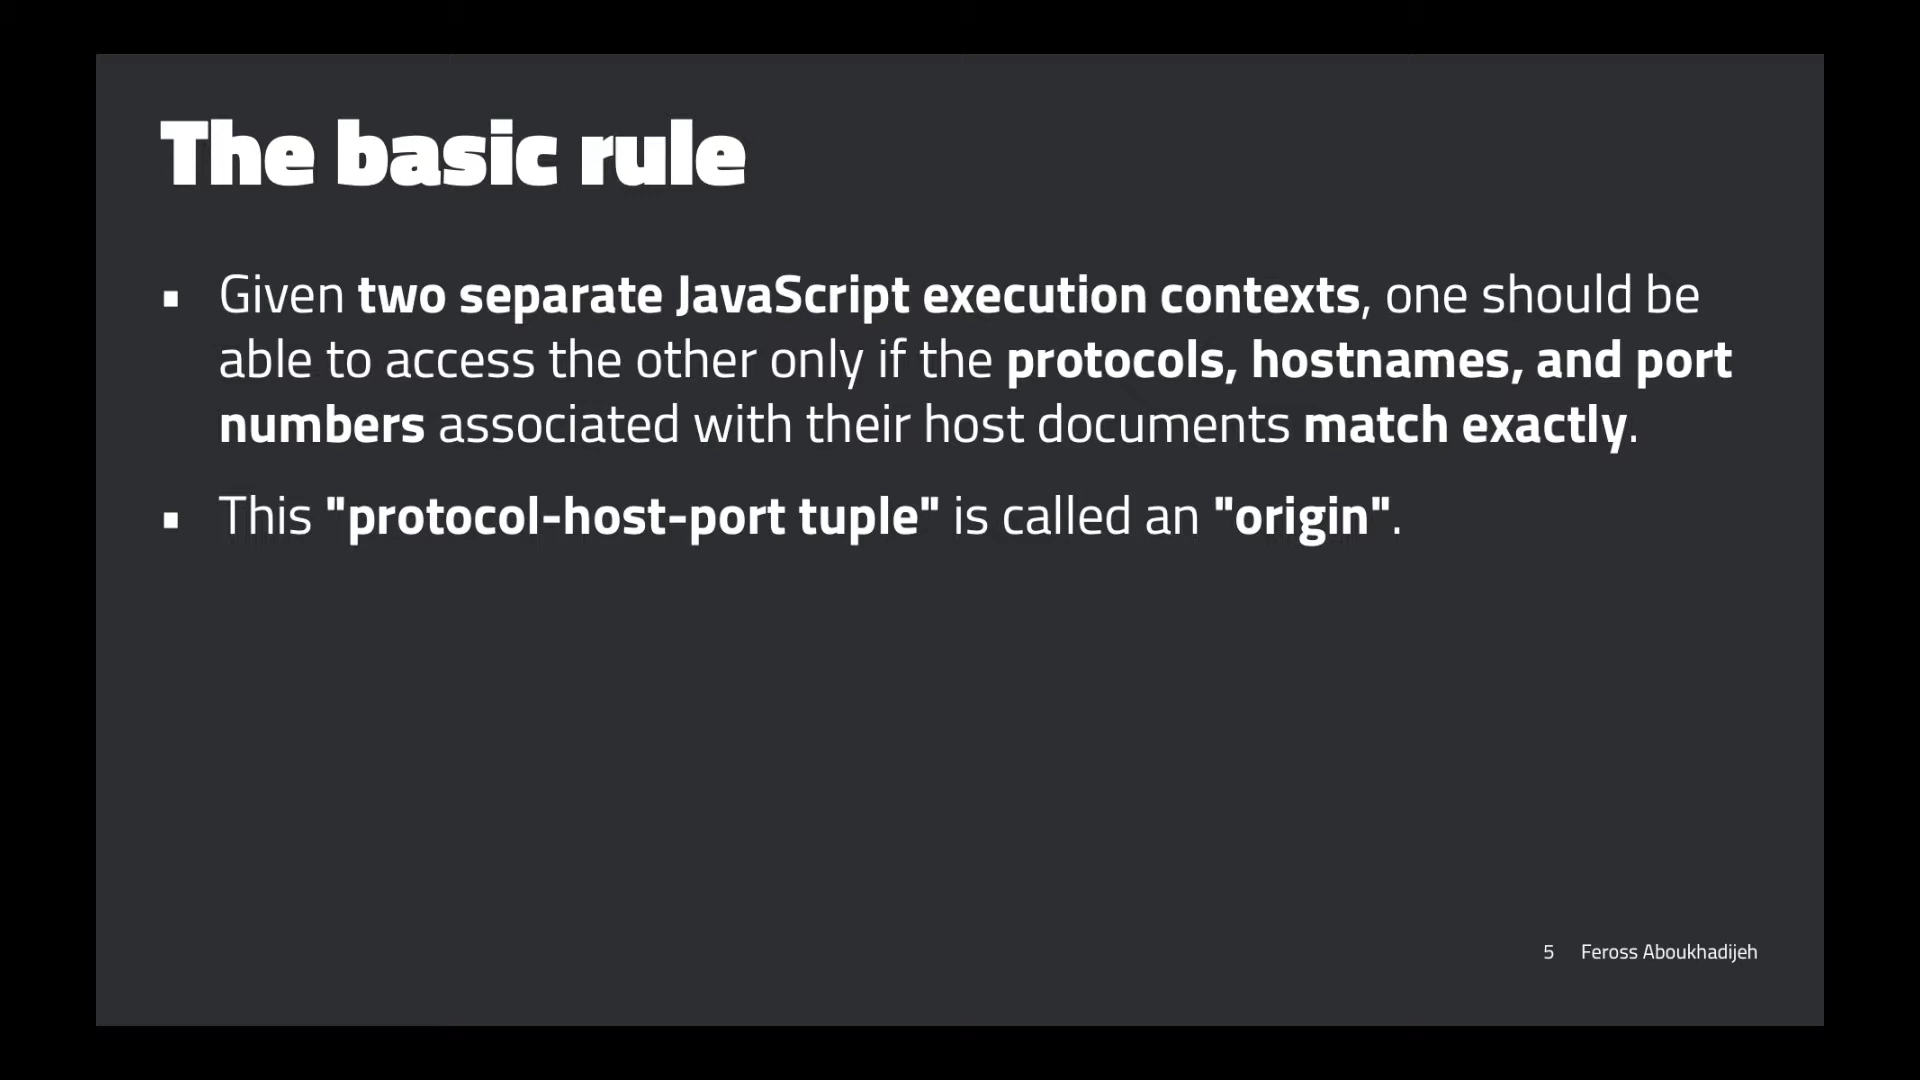 The basic rule
▪ Given two separate JavaScript execution contexts, one should be
able to access the other only if the protocols, hostnames, and port
numbers associated with their host documents match exactly.
▪ This "protocol-host-port tuple" is called an "origin".
5 Feross Aboukhadijeh